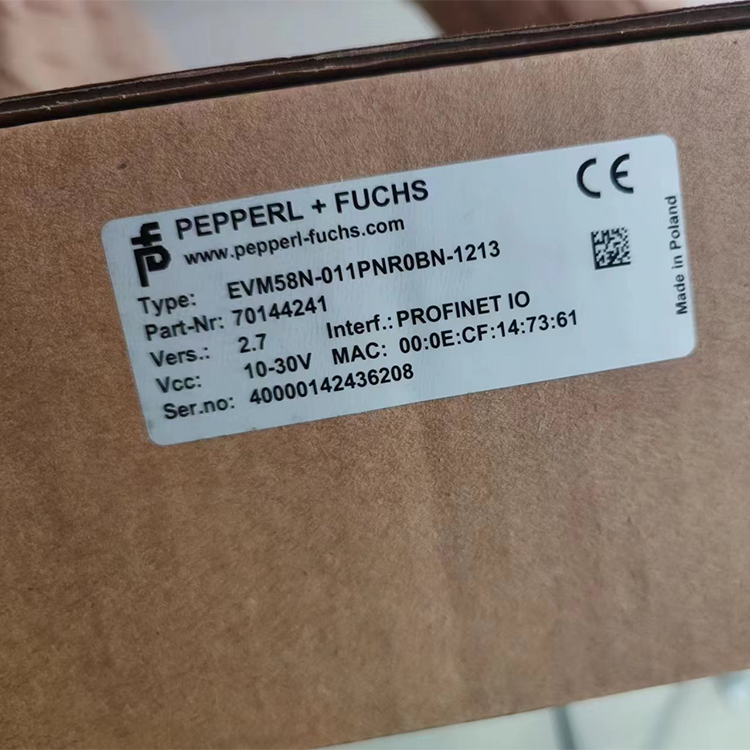 PEPPERL + FUCHS
www.pepperl-fuchs.com
CE
Type: EVM58N-011PNR0BN-1213
Part-Nr: 70144241
Vers.: 2.7 Interf.: PROFINET IO
Vcc: 10-30V MAC: 00:0E:CF:14:73:61
Ser.no: 40000142436208
Made in Poland